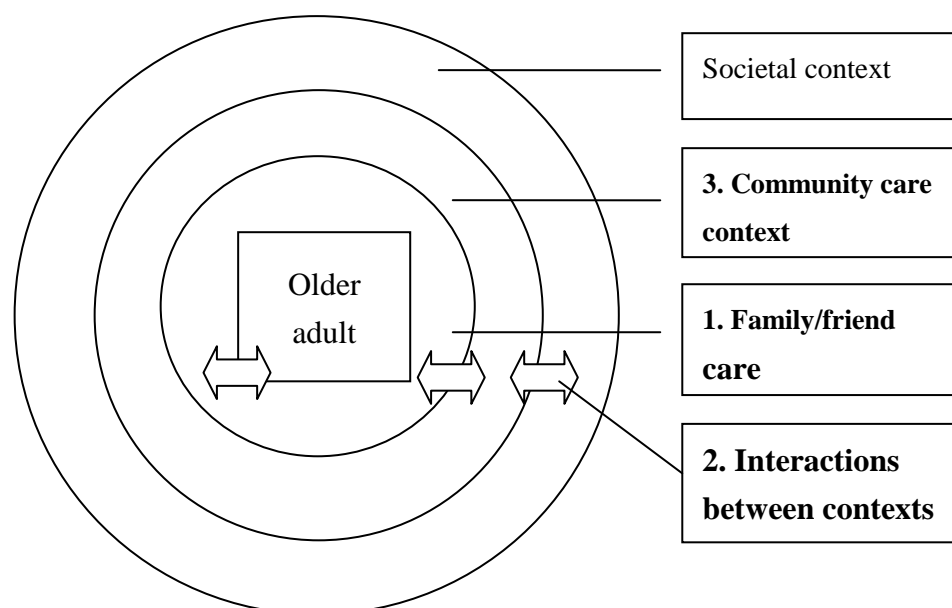 Societal context
3. Community care
context
Older
adult
1. Family/friend
care
2. Interactions
between contexts